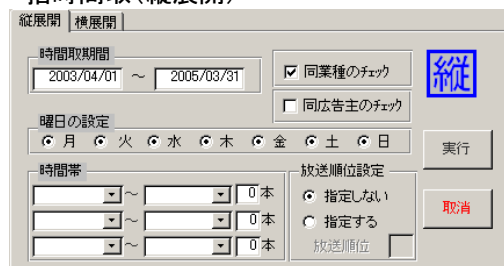 縦展開 横展開
時間取期間
2003/04/01 ～ 2005/03/31
同業種のチェック
同広告主のチェック
縦
曜日の設定
月 火 水 木 金 土 日
実行
時間帯
～ 0 本
～ 0 本
～ 0 本
放送順位設定
指定しない
指定する
放送順位
取消